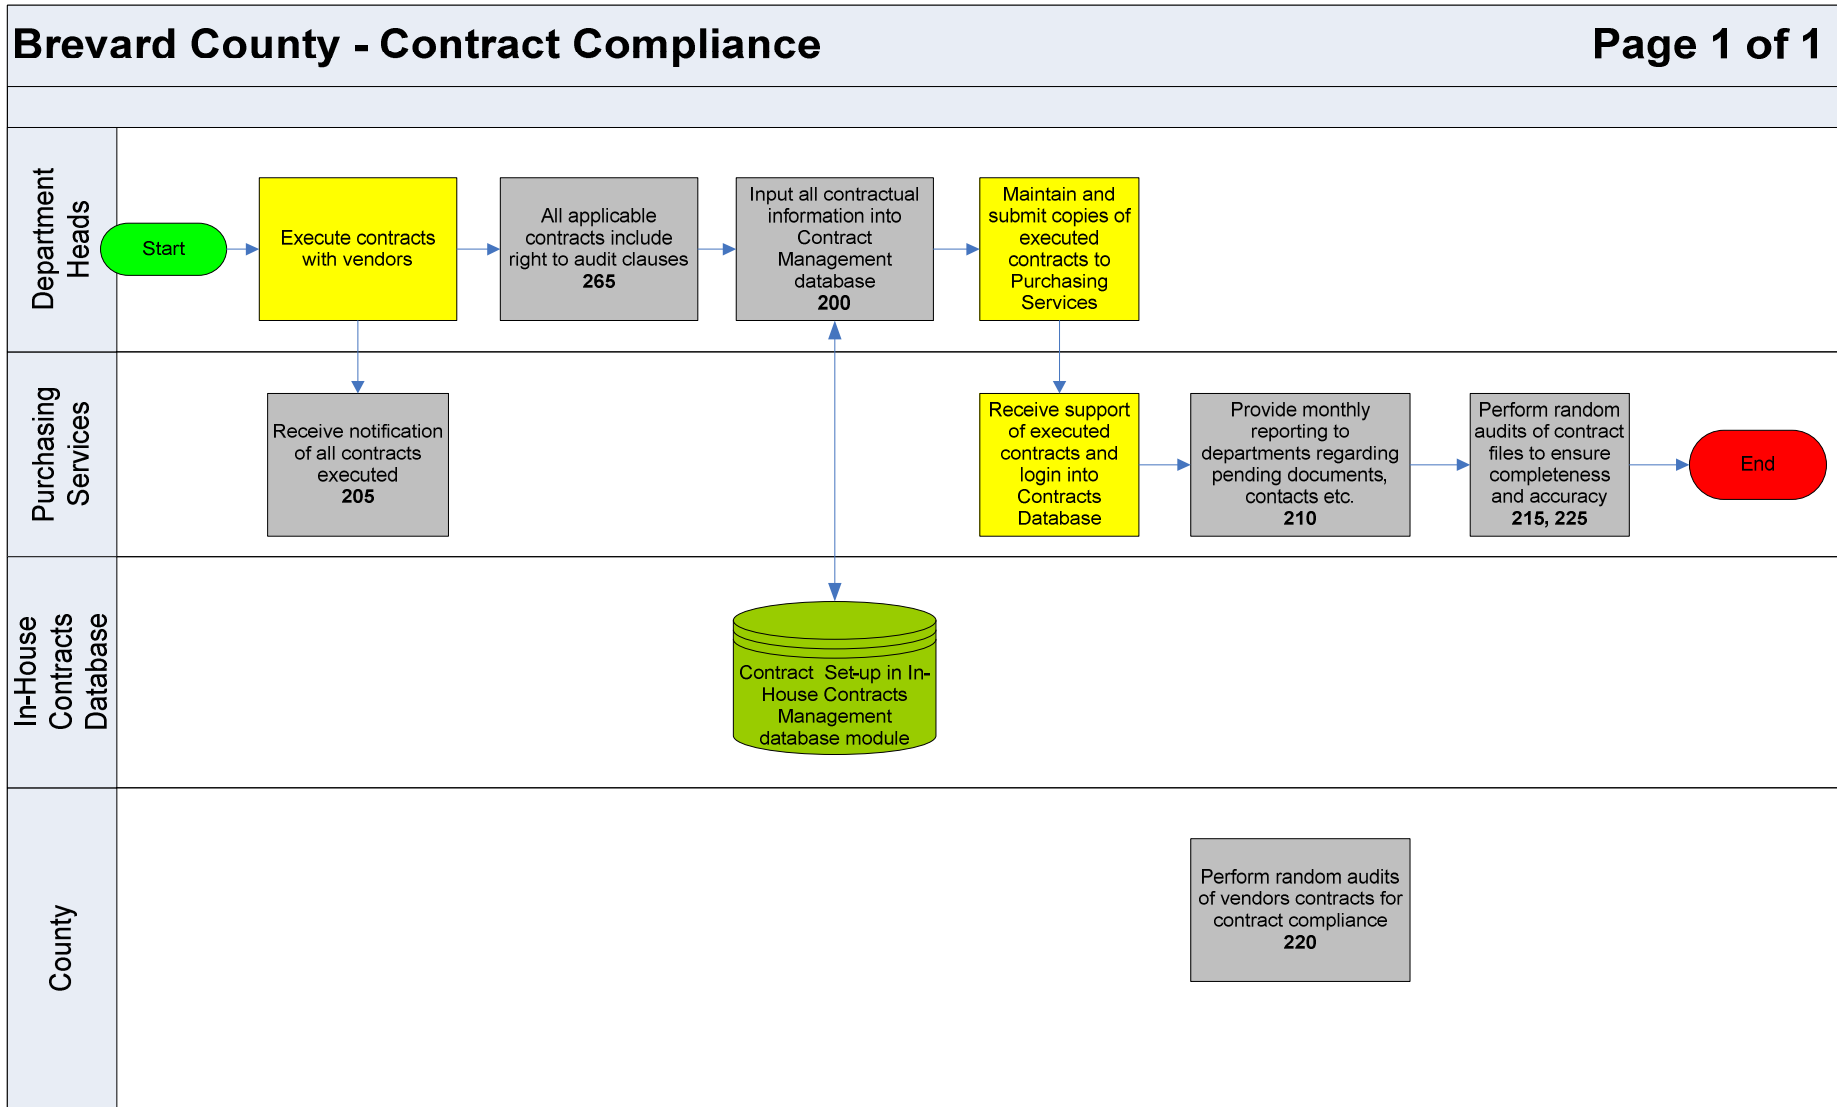 Brevard County - Contract Compliance
Page 1 of 1
Department
Heads
Start
Execute contracts
with vendors
All applicable
contracts include
right to audit clauses
265
Input all contractual
information into
Contract
Management
database
200
Maintain and
submit copies of
executed
contracts to
Purchasing
Services
Purchasing
Services
Receive notification
of all contracts
executed
205
Receive support
of executed
contracts and
login into
Contracts
Database
Provide monthly
reporting to
departments regarding
pending documents,
contacts etc.
210
Perform random
audits of contract
files to ensure
completeness
and accuracy
215, 225
End
In-House
Contracts
Database
Contract  Set-up in In-
House Contracts
Management
database module
County
Perform random audits
of vendors contracts for
contract compliance
220